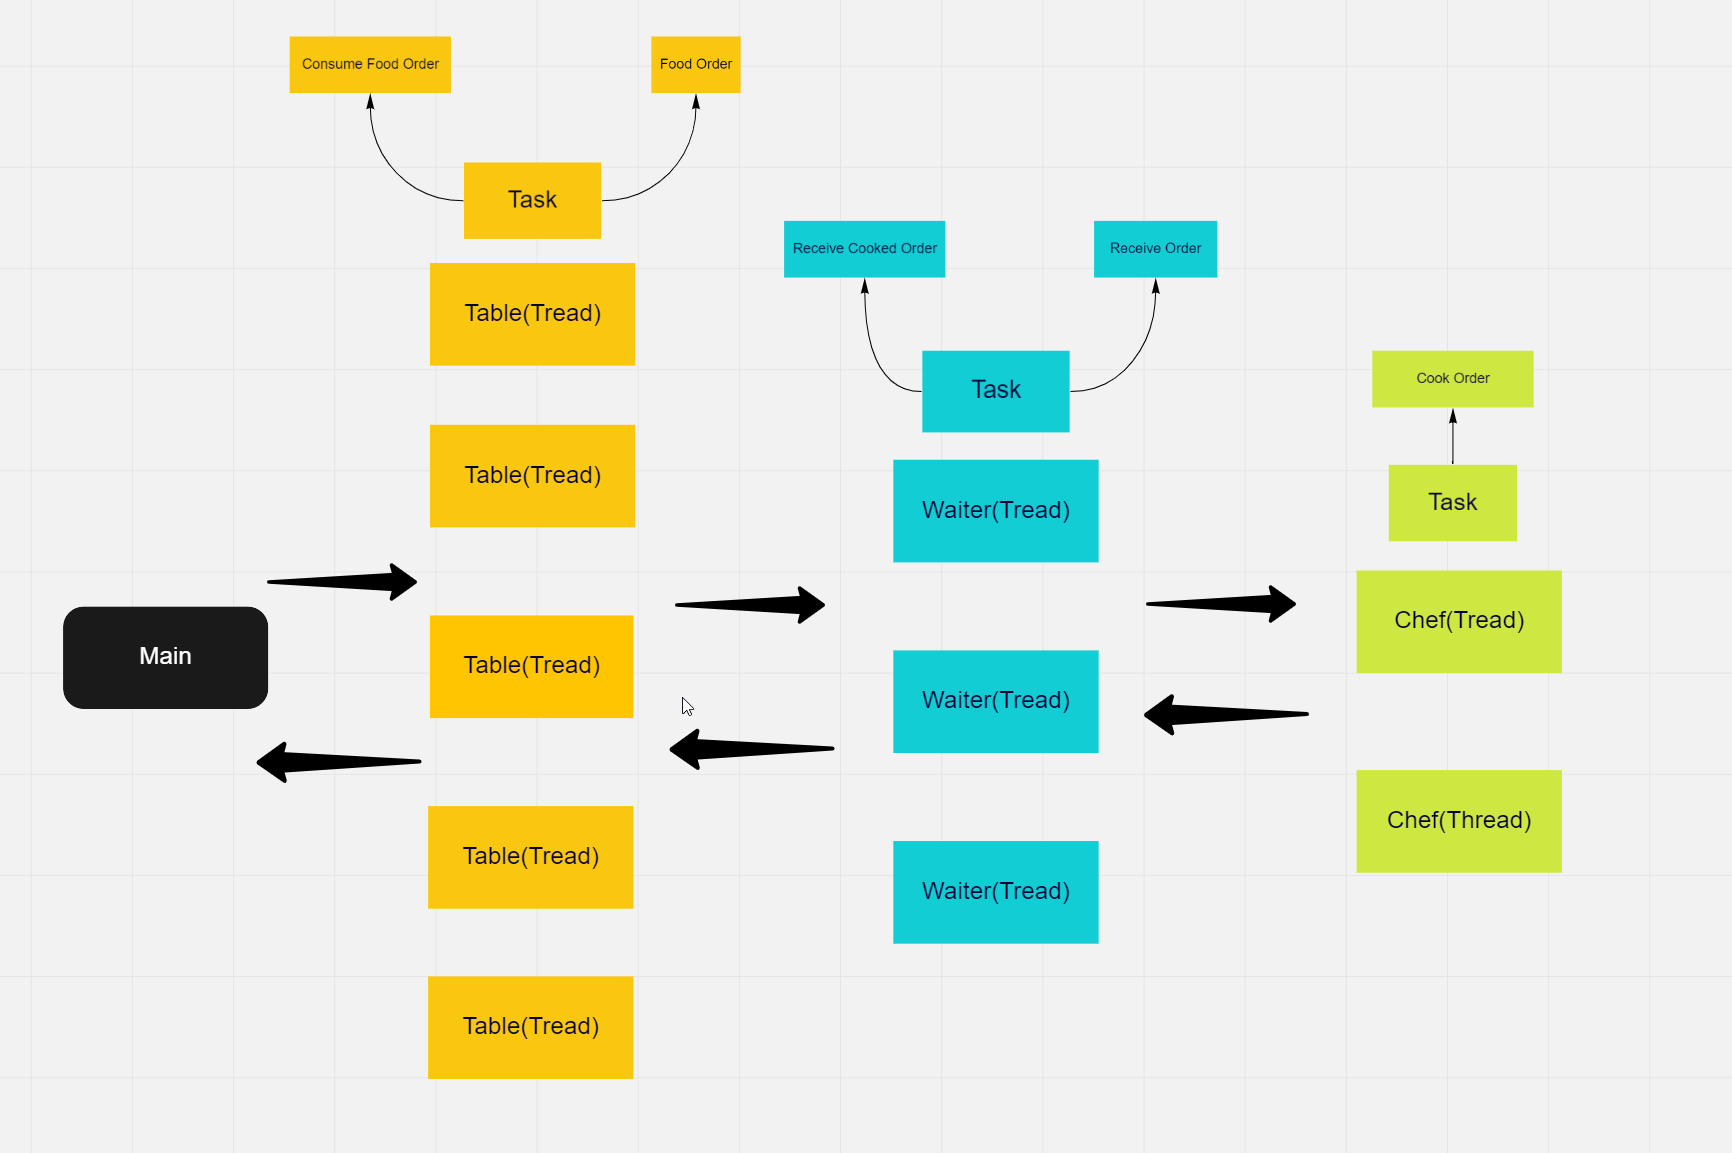 Consume Food Order
Food Order
Task
Table(Tread)
Table(Tread)
Table(Tread)
Table(Tread)
Table(Tread)
Main
Receive Cooked Order
Receive Order
Task
Waiter(Tread)
Waiter(Tread)
Waiter(Tread)
Cook Order
Task
Chef(Tread)
Chef(Thread)